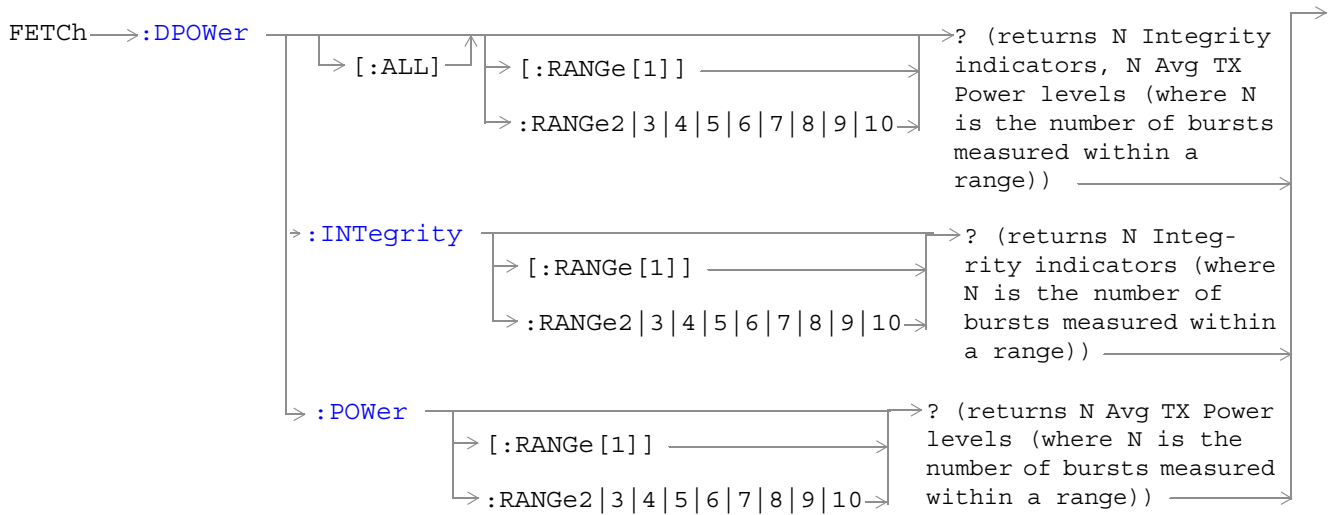 FETCh :DPOWer
[:ALL]
[:RANGe[1]]
:RANGe2|3|4|5|6|7|8|9|10
? (returns N Integrity
indicators, N Avg TX
Power levels (where N
is the number of bursts
measured within a
range))
:INTegrity
[:RANGe[1]]
:RANGe2|3|4|5|6|7|8|9|10
? (returns N Integ-
rity indicators (where
N is the number of
bursts measured within
a range))
:POWer
[:RANGe[1]]
:RANGe2|3|4|5|6|7|8|9|10
? (returns N Avg TX Power
levels (where N is the
number of bursts measured
within a range))